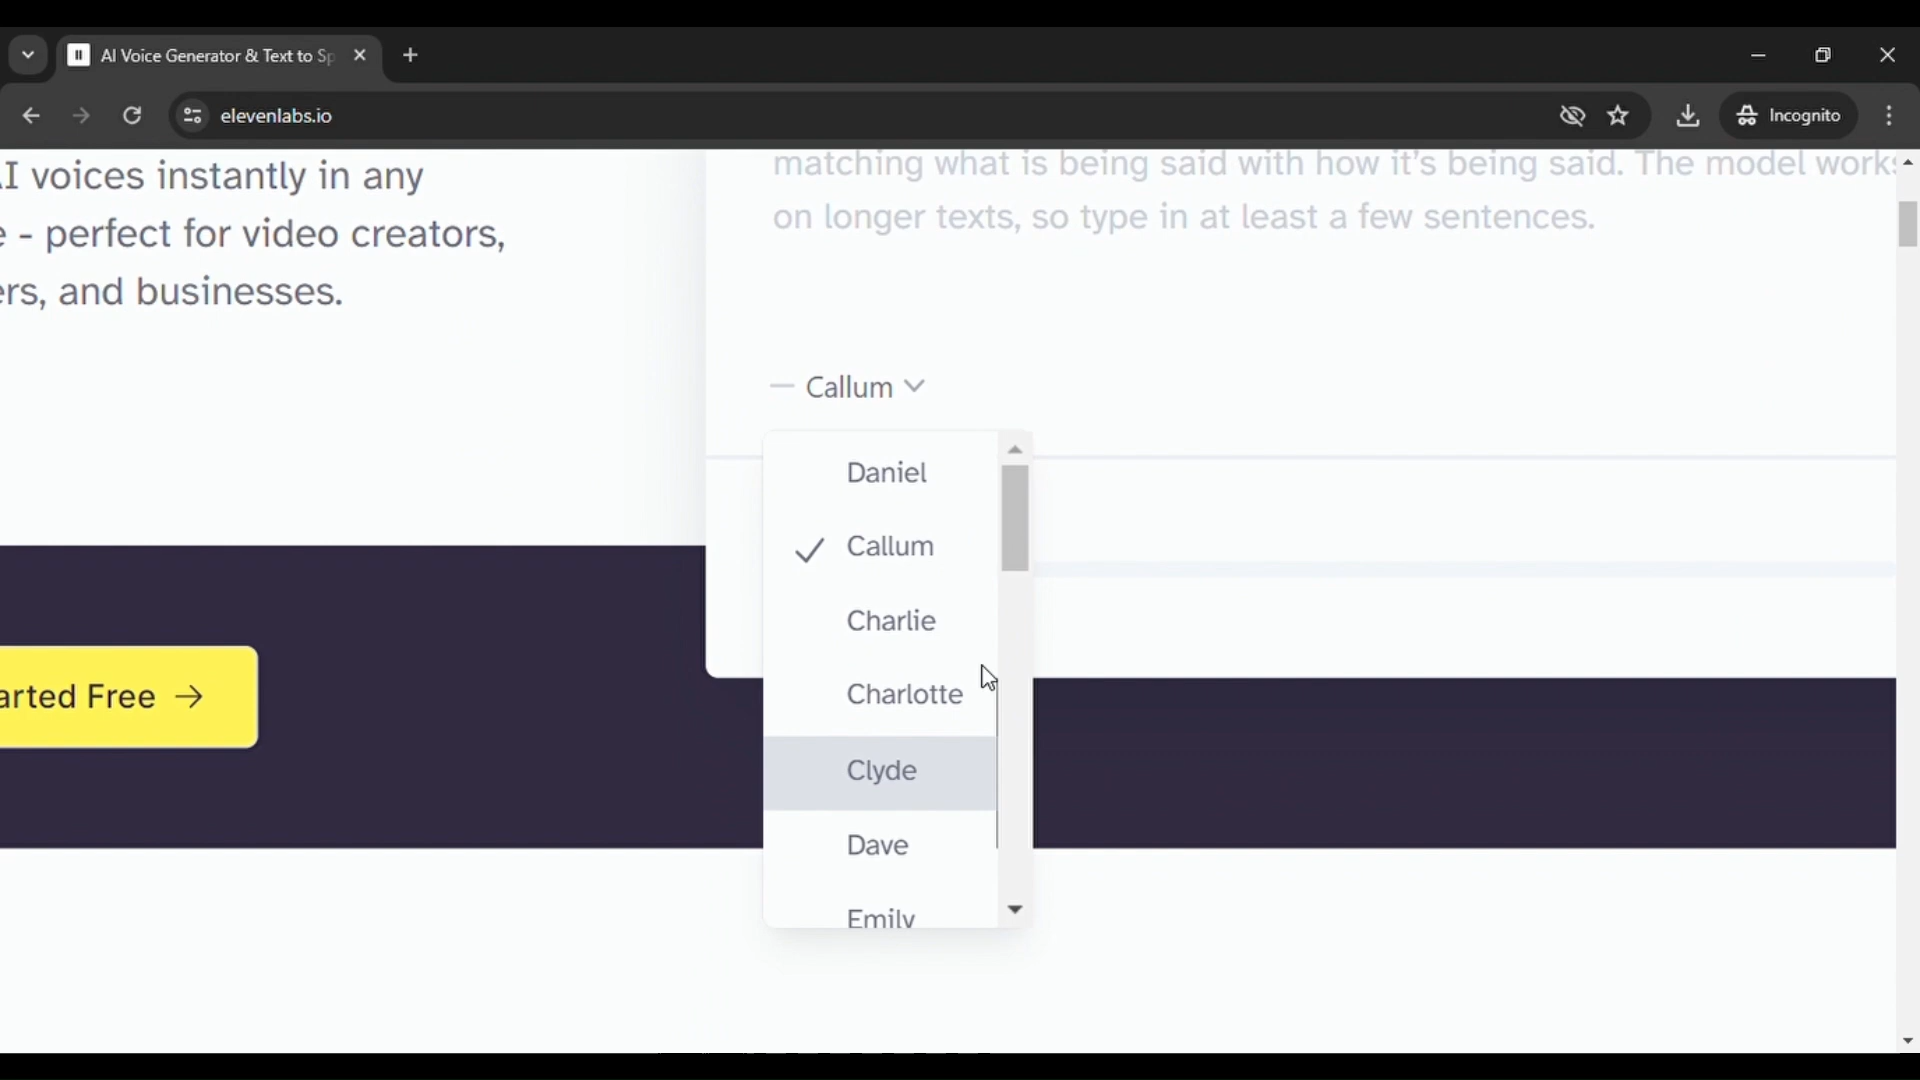 AI Voice Generator & Text to Sp
elevenlabs.io
Incognito
AI voices instantly in any
e - perfect for video creators,
ers, and businesses.
matching what is being said with how it's being said. The model works
on longer texts, so type in at least a few sentences.
Callum
Daniel
Callum
Charlie
Charlotte
Clyde
Dave
Emily
arted Free →